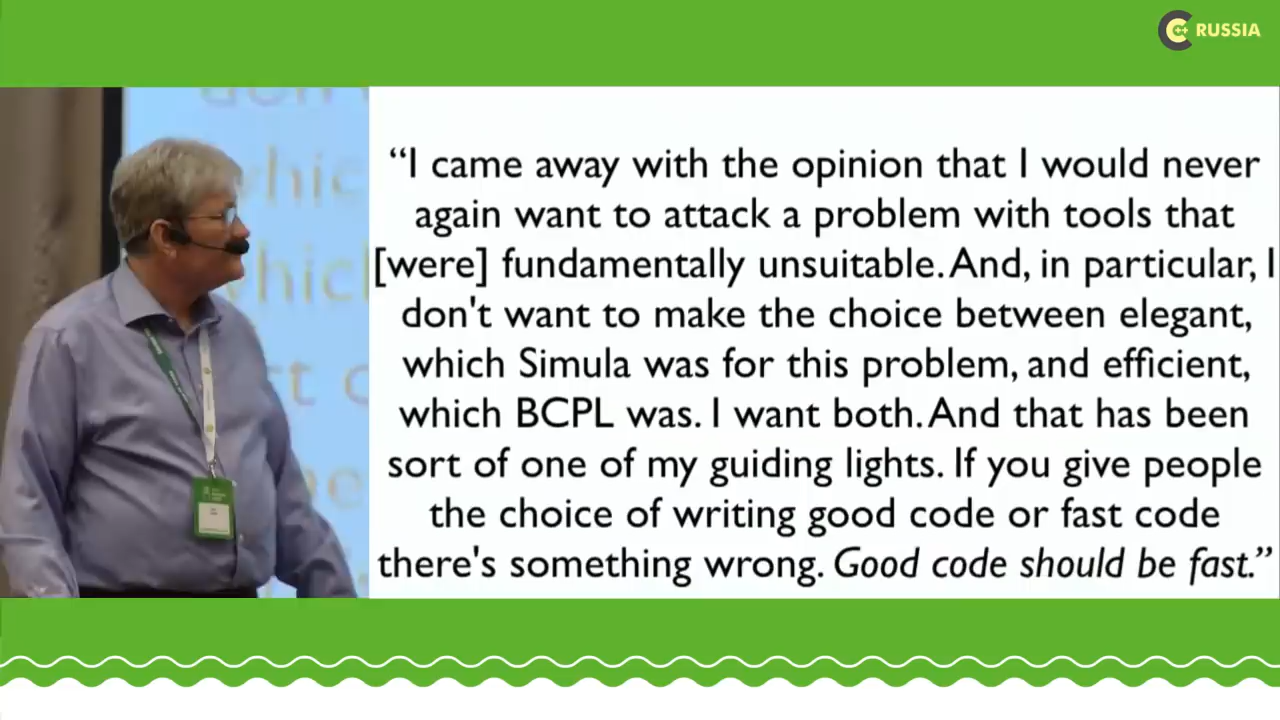 C++ RUSSIA
“I came away with the opinion that I would never
again want to attack a problem with tools that
[were] fundamentally unsuitable. And, in particular, I
don't want to make the choice between elegant,
which Simula was for this problem, and efficient,
which BCPL was. I want both. And that has been
sort of one of my guiding lights. If you give people
the choice of writing good code or fast code
there's something wrong. Good code should be fast.”